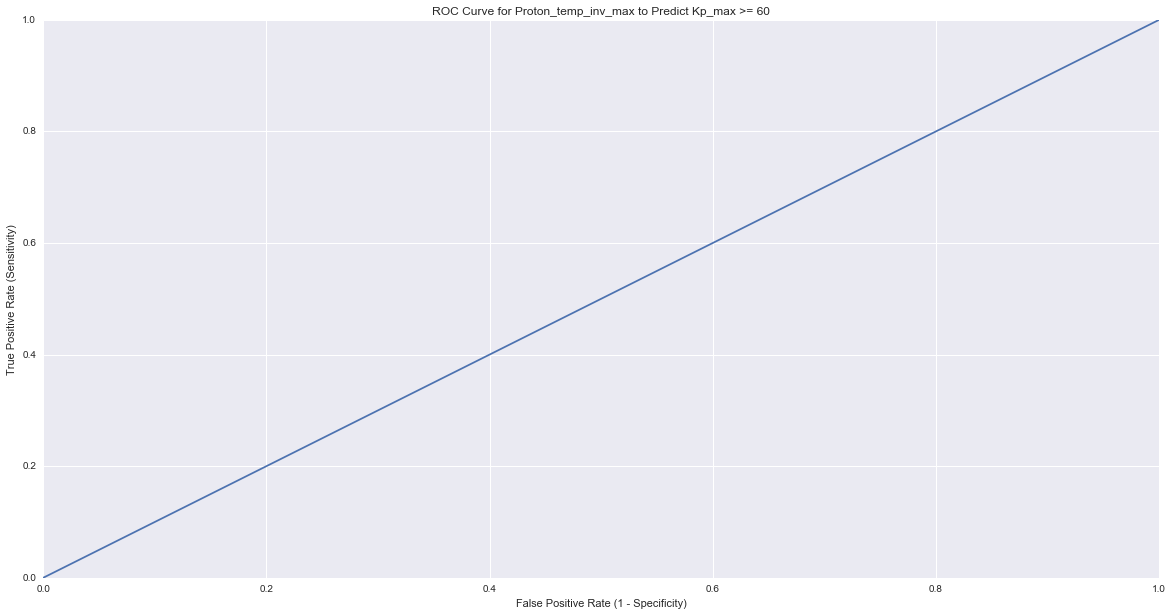 ROC Curve for Proton_temp_inv_max to Predict Kp_max >= 60
1.0
0.8
0.6
0.4
0.2
0.0
True Positive Rate (Sensitivity)
0.0 0.2 0.4 0.6 0.8 1.0
False Positive Rate (1 - Specificity)